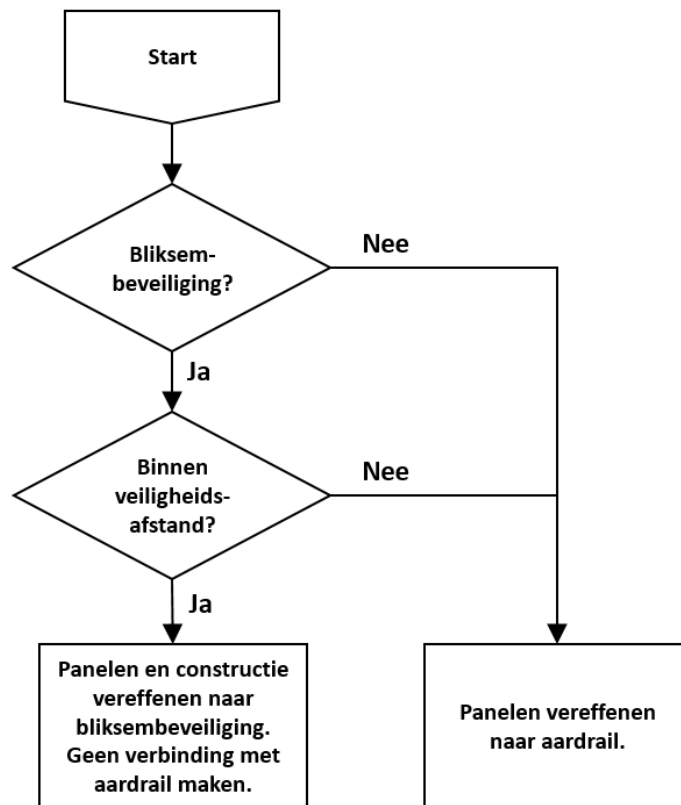 Start
Bliksem-
beveiliging?
Nee
Ja
Binnen
veiligheids-
afstand?
Nee
Ja
Panelen en constructie
vereffenen naar
bliksembeveiliging.
Geen verbinding met
aardrail maken.
Panelen vereffenen
naar aardrail.